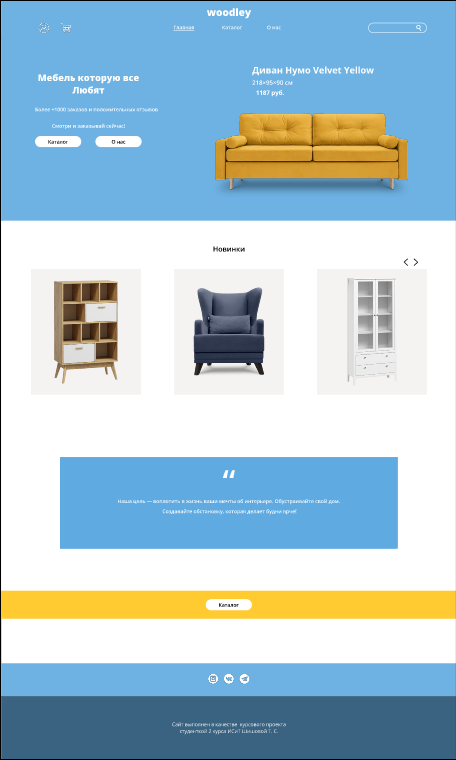 woodley
Главная Каталог О нас
Мебель которую все
Любят
Более +1000 заказов и положительных отзывов
Смотри и заказывай сейчас!
Каталог О нас
Диван Нумо Velvet Yellow
218×95×90 см
1187 руб.
Новинки
“
Наша цель — воплотить в жизнь ваши мечты об интерьере. Обустраивайте свой дом.
Создавайте обстановку, которая делает будни ярче!
Каталог
Сайт выполнен в качестве курсового проекта
студенткой 2 курса ИСиТ Шишовой Т. С.